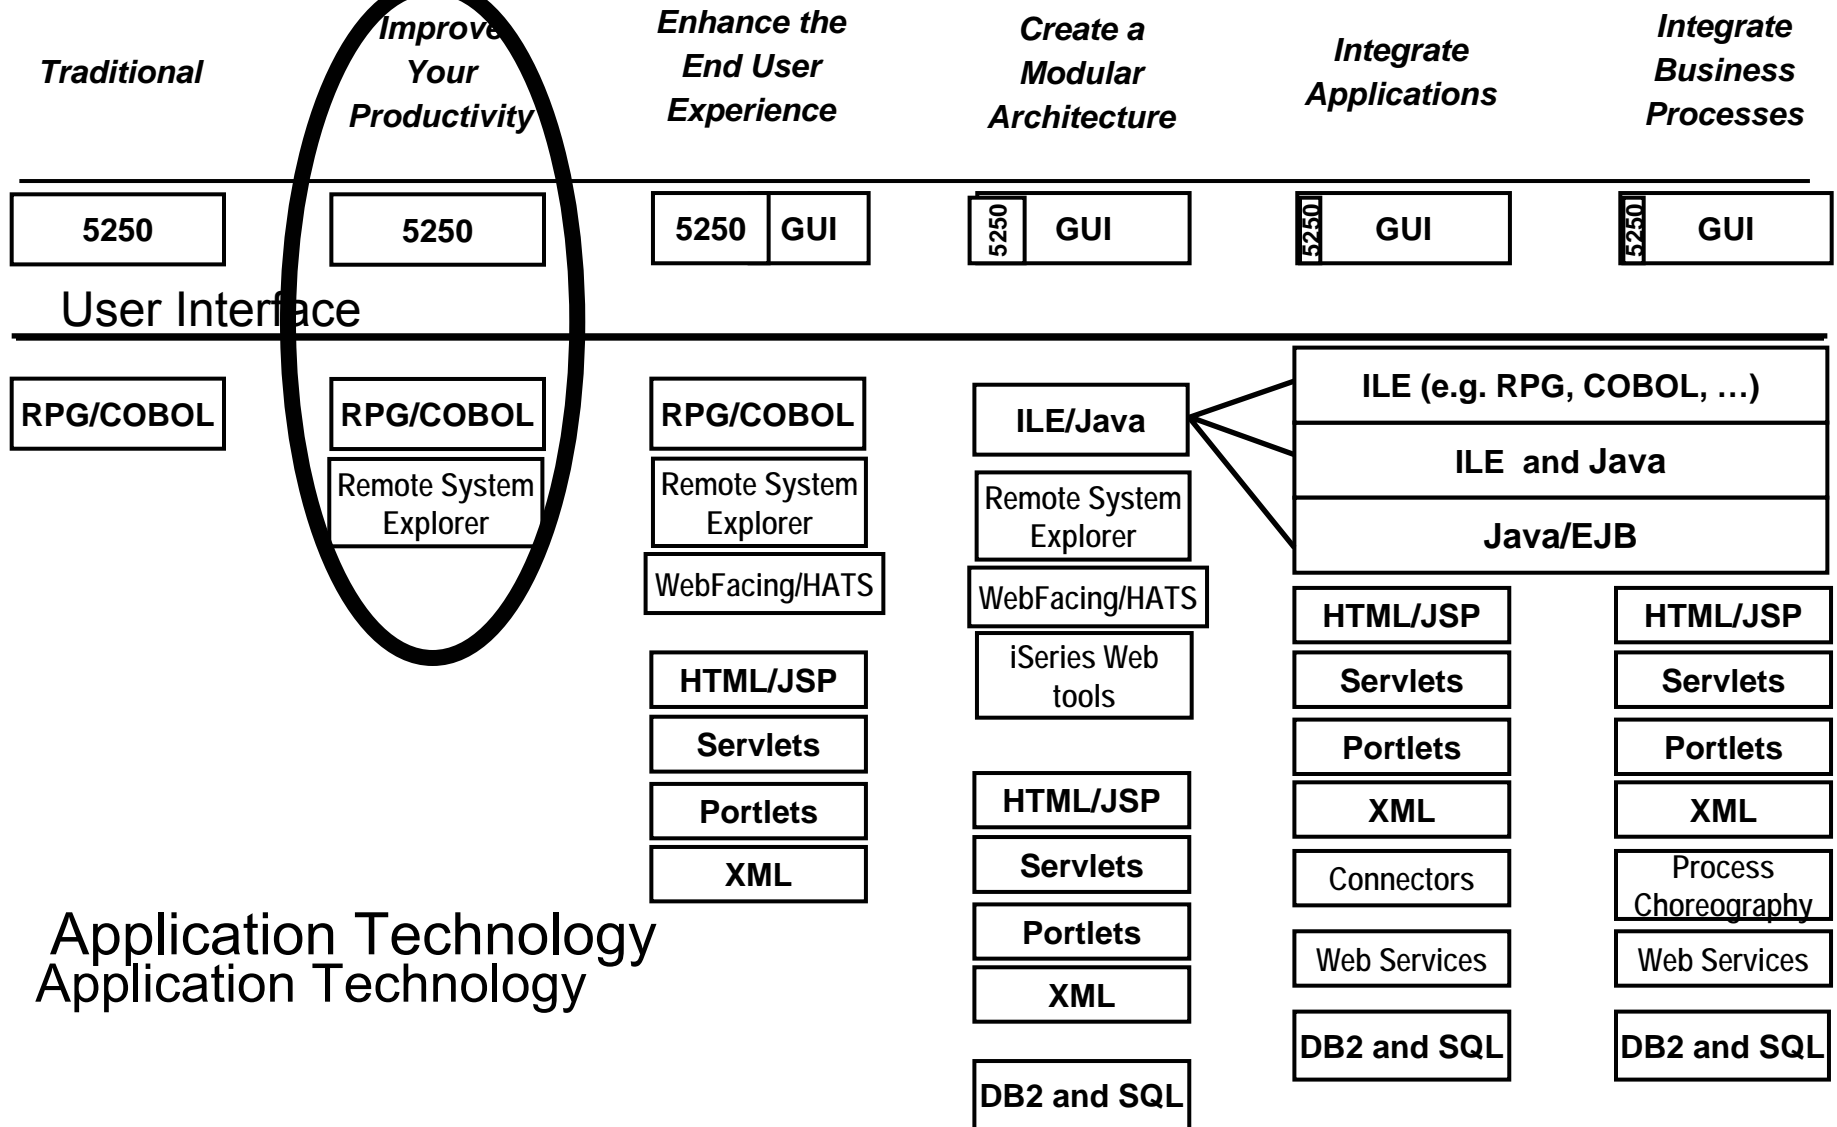 Traditional
Improve
Your
Productivity
Enhance the
End User
Experience
Create a
Modular
Architecture
Integrate
Applications
Integrate
Business
Processes
5250
5250
5250
GUI
5250
GUI
5250
GUI
5250
GUI
User Interface
RPG/COBOL
RPG/COBOL
Remote System
Explorer
RPG/COBOL
Remote System
Explorer
WebFacing/HATS
HTML/JSP
Servlets
Portlets
XML
ILE/Java
Remote System
Explorer
WebFacing/HATS
iSeries Web
tools
HTML/JSP
Servlets
Portlets
XML
DB2 and SQL
ILE (e.g. RPG, COBOL, …)
ILE and Java
Java/EJB
HTML/JSP
Servlets
Portlets
XML
Connectors
Web Services
DB2 and SQL
HTML/JSP
Servlets
Portlets
XML
Process
Choreography
Web Services
DB2 and SQL
Application Technology
Application Technology